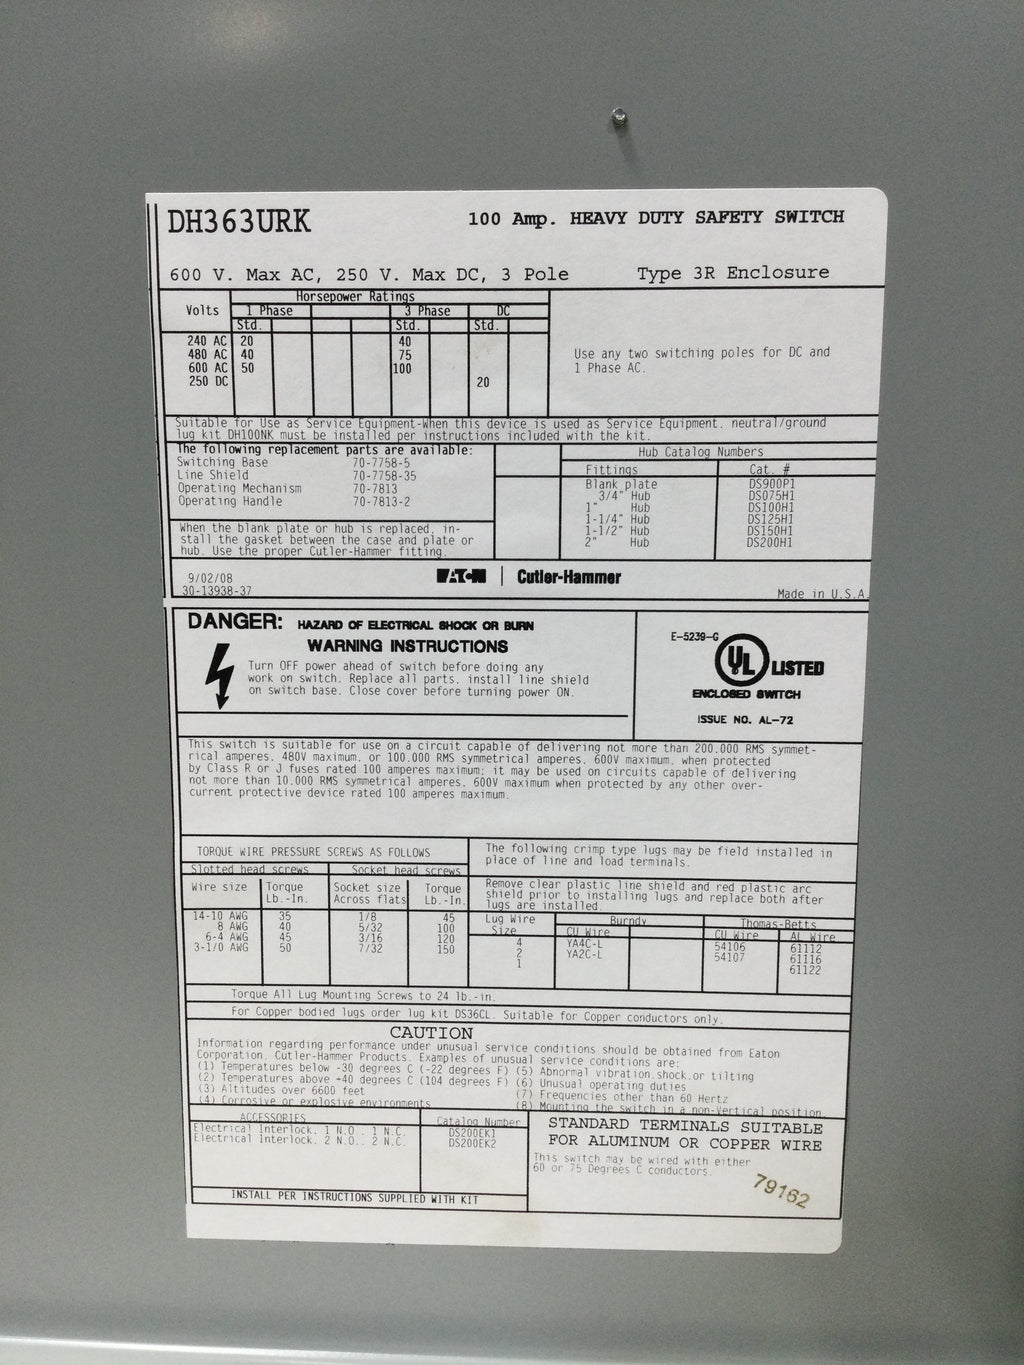 DH363URK
100 Amp. HEAVY DUTY SAFETY SWITCH
600 V. Max AC, 250 V. Max DC, 3 Pole
Type 3R Enclosure
Horsepower Ratings
Volts 1 Phase 3 Phase DC
Std. Std. Std.
240 AC 20 40
480 AC 40 75
600 AC 50 100
250 DC 20
Use any two switching poles for DC and
1 Phase AC.
Suitable for Use as Service Equipment-When this device is used as Service Equipment, neutral/ground
lug kit DH100NK must be installed per instructions included with the kit.
The following replacement parts are available:
Switching Base 70-7758-5
Line Shield 70-7758-35
Operating Mechanism 70-7813
Operating Handle 70-7813-2
When the blank plate or hub is replaced, in-
stall the gasket between the case and plate or
hub. Use the proper Cutler-Hammer fitting.
Hub Catalog Numbers
Fittings Cat. #
Blank plate DS900P1
3/4" Hub DS075H1
1" Hub DS100H1
1-1/4" Hub DS125H1
1-1/2" Hub DS150H1
2" Hub DS200H1
9/02/08
30-13938-37
EATON | Cutler-Hammer
Made in U.S.A.
DANGER: HAZARD OF ELECTRICAL SHOCK OR BURN
WARNING INSTRUCTIONS
Turn OFF power ahead of switch before doing any
work on switch. Replace all parts, install line shield
on switch base. Close cover before turning power ON.
E-5239-G
UL LISTED
ENCLOSED SWITCH
ISSUE NO. AL-72
This switch is suitable for use on a circuit capable of delivering not more than 200,000 RMS symmet-
rical amperes, 480V maximum, or 100,000 RMS symmetrical amperes, 600V maximum, when protected
by Class R or J fuses rated 100 amperes maximum; it may be used on circuits capable of delivering
not more than 10,000 RMS symmetrical amperes, 600V maximum when protected by any other over-
current protective device rated 100 amperes maximum.
TORQUE WIRE PRESSURE SCREWS AS FOLLOWS
Slotted head screws Socket head screws
Wire size Torque Lb.-In. Socket size Across flats Torque Lb.-In.
14-10 AWG 35 1/8 45
8 AWG 40 5/32 100
6-4 AWG 45 3/16 120
3-1/0 AWG 50 7/32 150
The following crimp type lugs may be field installed in
place of line and load terminals.
Remove clear plastic line shield and red plastic arc
shield prior to installing lugs and replace both after
lugs are installed.
Lug Wire Size Burndy Thomas-Betts
CU Wire CU Wire AL Wire
4 YA4C-L 54106 61112
2 YA2C-L 54107 61116
1 61122
Torque All Lug Mounting Screws to 24 lb.-in.
For Copper bodied lugs order lug kit DS36CL. Suitable for Copper conductors only.
CAUTION
Information regarding performance under unusual service conditions should be obtained from Eaton
Corporation, Cutler-Hammer Products. Examples of unusual service conditions are:
(1) Temperatures below -30 degrees C (-22 degrees F) (5) Abnormal vibration,shock,or tilting
(2) Temperatures above +40 degrees C (104 degrees F) (6) Unusual operating duties
(3) Altitudes over 6600 feet (7) Frequencies other than 60 Hertz
(4) Corrosive or explosive environments (8) Mounting the switch in a non-Vertical position.
ACCESSORIES Catalog Number
Electrical Interlock, 1 N.O., 1 N.C. DS200EK1
Electrical Interlock, 2 N.O., 2 N.C. DS200EK2
INSTALL PER INSTRUCTIONS SUPPLIED WITH KIT
STANDARD TERMINALS SUITABLE
FOR ALUMINUM OR COPPER WIRE
This switch may be wired with either
60 or 75 Degrees C conductors.
79162